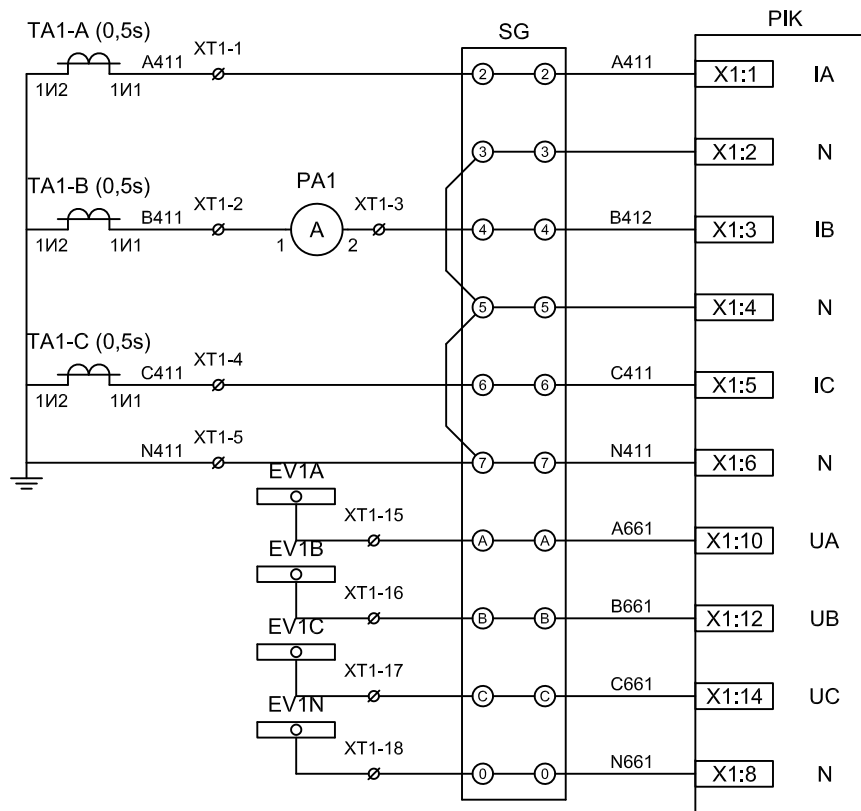 PIK
SG
TA1-A (0,5s)
XT1-1
A411
1И2 1И1
2 2
A411
X1:1 IA
3 3
X1:2 N
TA1-B (0,5s)
PA1
XT1-2
XT1-3
B411
1И2 1И1
1 A 2
4 4
B412
X1:3 IB
5 5
X1:4 N
TA1-C (0,5s)
XT1-4
C411
1И2 1И1
6 6
C411
X1:5 IC
XT1-5
N411
7 7
N411
X1:6 N
EV1A
XT1-15
A A
A661
X1:10 UA
EV1B
XT1-16
B B
B661
X1:12 UB
EV1C
XT1-17
C C
C661
X1:14 UC
EV1N
XT1-18
0 0
N661
X1:8 N